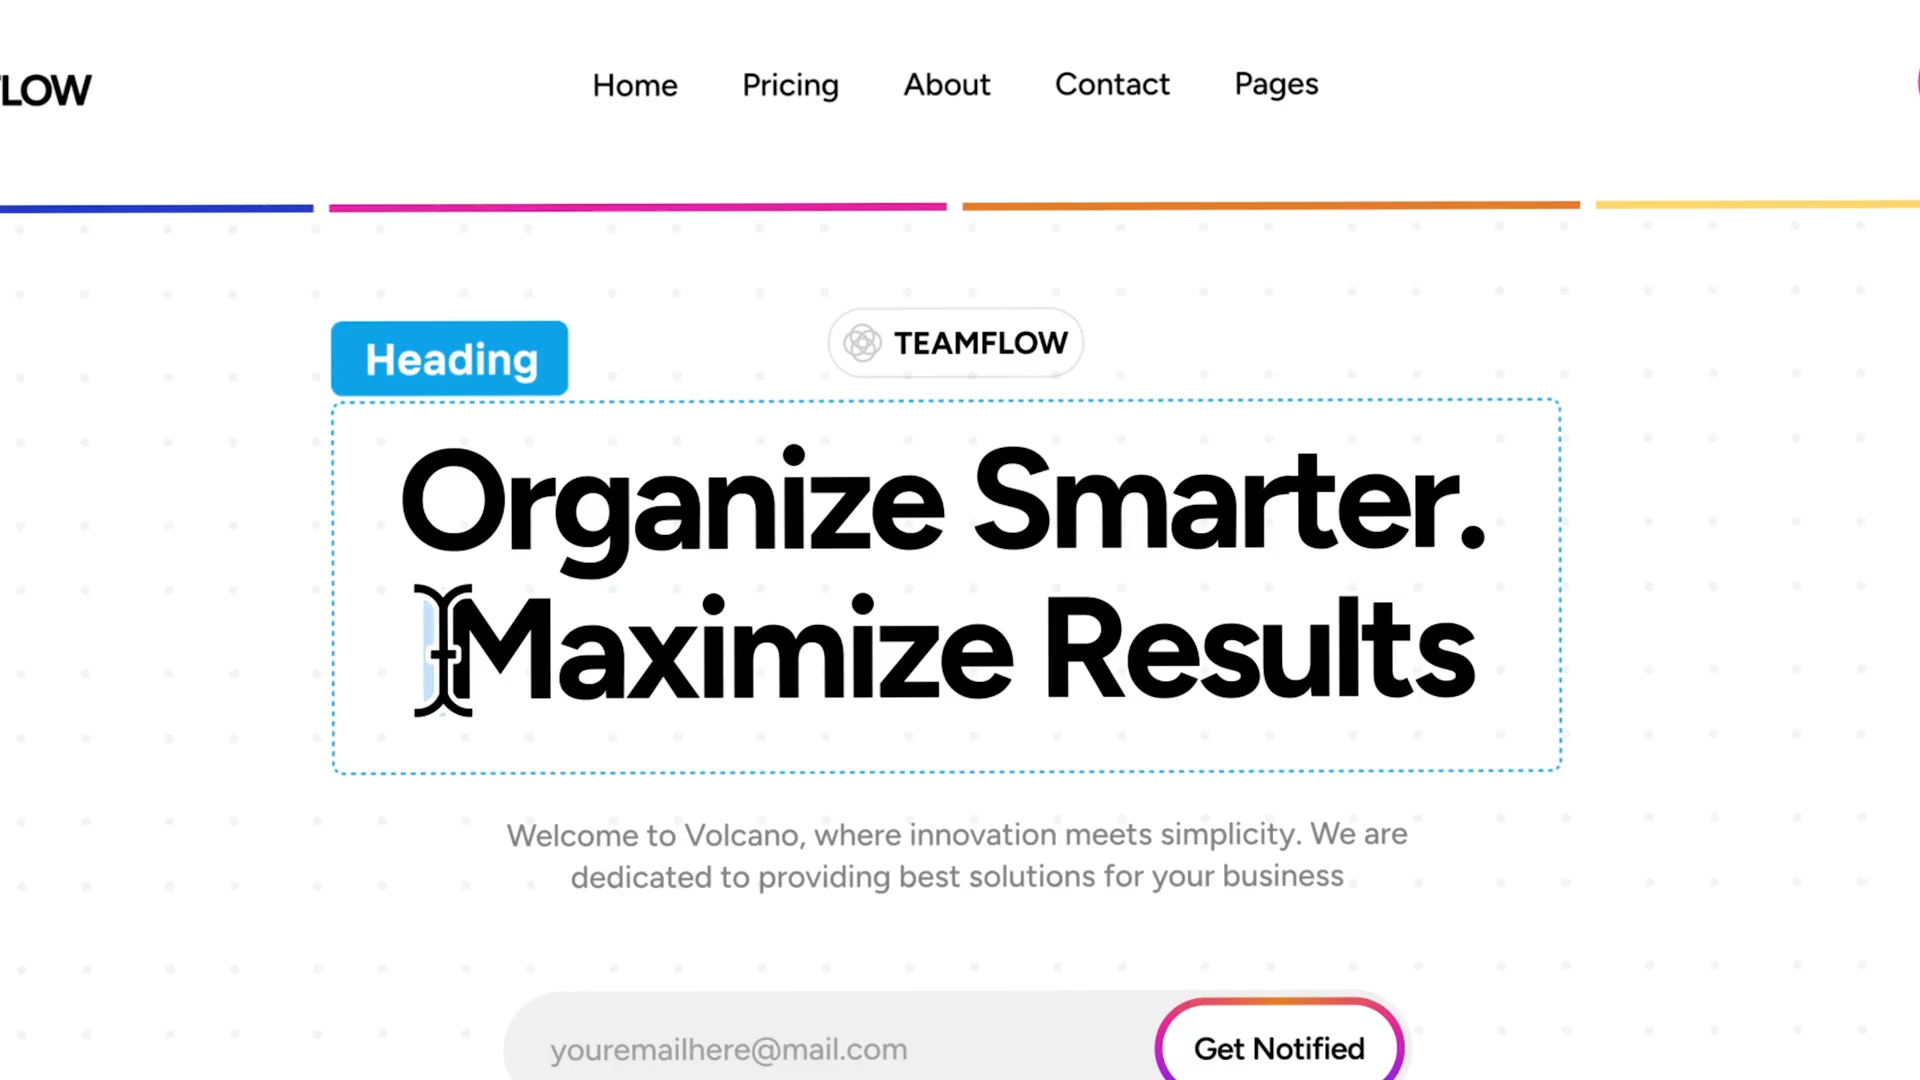 FLOW
Home Pricing About Contact Pages
Heading
TEAMFLOW
Organize Smarter.
Maximize Results
Welcome to Volcano, where innovation meets simplicity. We are
dedicated to providing best solutions for your business
youremailhere@mail.com
Get Notified